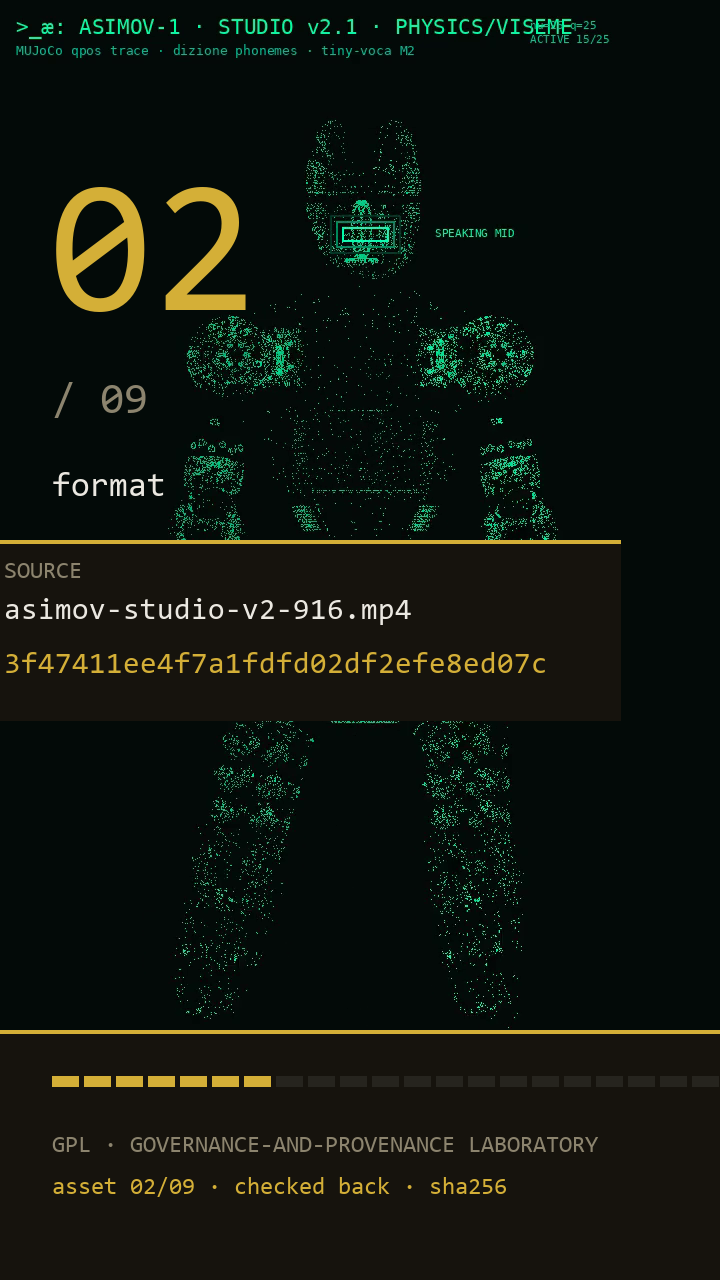 >_æ: ASIMOV-1 · STUDIO v2.1 · PHYSICS/VISEME
MUJoCo qpos trace · dizione phonemes · tiny-voca M2
q=25
ACTIVE 15/25
02
SPEAKING MID
/ 09
format
SOURCE
asimov-studio-v2-916.mp4
3f47411ee4f7a1fdfd02df2efe8ed07c
GPL · GOVERNANCE-AND-PROVENANCE LABORATORY
asset 02/09 · checked back · sha256